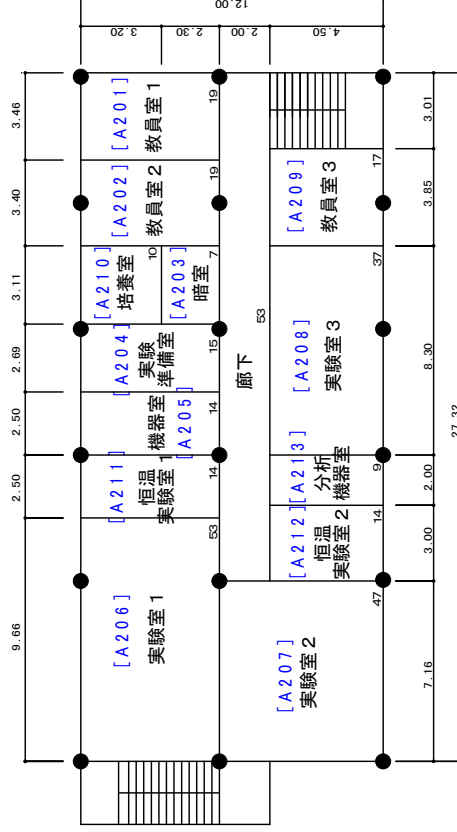 9.66
2.50
2.50
2.69
3.11
3.40
3.46
[A206]
実験室1
53
[A211]
恒温
実験室1
14
機器室
[A205]
14
[A204]
実験
準備室
15
[A210]
培養室
10
[A203]
暗室
7
[A202]
教員室2
19
[A201]
教員室1
19
3.20
2.30
2.00
4.50
12.00
廊下
53
[A207]
実験室2
47
[A212]
恒温
実験室2
14
[A213]
分析
機器室
9
[A208]
実験室3
37
[A209]
教員室3
17
7.16
3.00
2.00
8.30
3.85
3.01
27.32